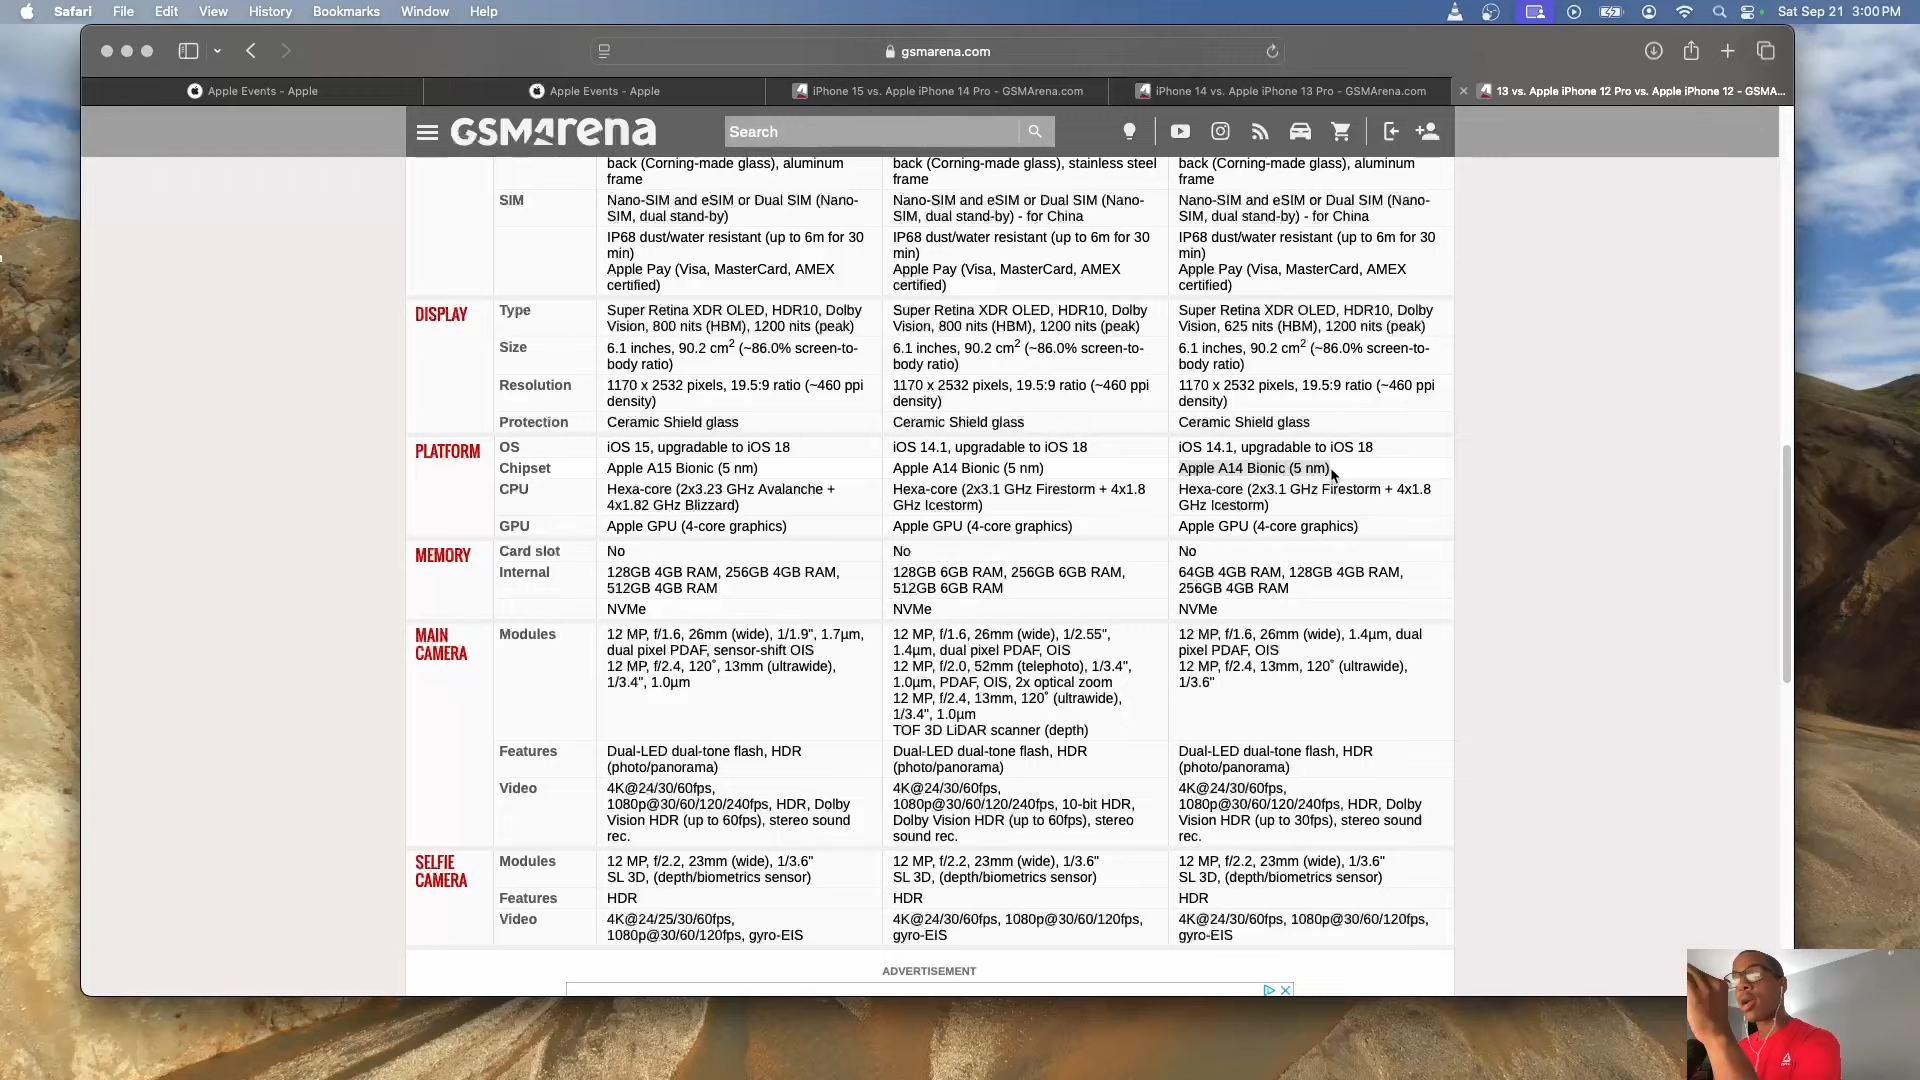 Safari File Edit View History Bookmarks Window Help Sat Sep 21 3:00 PM
gsmarena.com
Apple Events - Apple
Apple Events - Apple
iPhone 15 vs. Apple iPhone 14 Pro - GSMArena.com
iPhone 14 vs. Apple iPhone 13 Pro - GSMArena.com
13 vs. Apple iPhone 12 Pro vs. Apple iPhone 12 - GSMA...
GSMArena
Search
back (Corning-made glass), aluminum
frame
back (Corning-made glass), stainless steel
frame
back (Corning-made glass), aluminum
frame
SIM
Nano-SIM and eSIM or Dual SIM (Nano-
SIM, dual stand-by)
Nano-SIM and eSIM or Dual SIM (Nano-
SIM, dual stand-by) - for China
Nano-SIM and eSIM or Dual SIM (Nano-
SIM, dual stand-by) - for China
IP68 dust/water resistant (up to 6m for 30
min)
Apple Pay (Visa, MasterCard, AMEX
certified)
IP68 dust/water resistant (up to 6m for 30
min)
Apple Pay (Visa, MasterCard, AMEX
certified)
IP68 dust/water resistant (up to 6m for 30
min)
Apple Pay (Visa, MasterCard, AMEX
certified)
DISPLAY
Type
Super Retina XDR OLED, HDR10, Dolby
Vision, 800 nits (HBM), 1200 nits (peak)
Super Retina XDR OLED, HDR10, Dolby
Vision, 800 nits (HBM), 1200 nits (peak)
Super Retina XDR OLED, HDR10, Dolby
Vision, 625 nits (HBM), 1200 nits (peak)
Size
6.1 inches, 90.2 cm2 (~86.0% screen-to-
body ratio)
6.1 inches, 90.2 cm2 (~86.0% screen-to-
body ratio)
6.1 inches, 90.2 cm2 (~86.0% screen-to-
body ratio)
Resolution
1170 x 2532 pixels, 19.5:9 ratio (~460 ppi
density)
1170 x 2532 pixels, 19.5:9 ratio (~460 ppi
density)
1170 x 2532 pixels, 19.5:9 ratio (~460 ppi
density)
Protection
Ceramic Shield glass
Ceramic Shield glass
Ceramic Shield glass
PLATFORM
OS
iOS 15, upgradable to iOS 18
iOS 14.1, upgradable to iOS 18
iOS 14.1, upgradable to iOS 18
Chipset
Apple A15 Bionic (5 nm)
Apple A14 Bionic (5 nm)
Apple A14 Bionic (5 nm)
CPU
Hexa-core (2x3.23 GHz Avalanche +
4x1.82 GHz Blizzard)
Hexa-core (2x3.1 GHz Firestorm + 4x1.8
GHz Icestorm)
Hexa-core (2x3.1 GHz Firestorm + 4x1.8
GHz Icestorm)
GPU
Apple GPU (4-core graphics)
Apple GPU (4-core graphics)
Apple GPU (4-core graphics)
MEMORY
Card slot
No
No
No
Internal
128GB 4GB RAM, 256GB 4GB RAM,
512GB 4GB RAM
128GB 6GB RAM, 256GB 6GB RAM,
512GB 6GB RAM
64GB 4GB RAM, 128GB 4GB RAM,
256GB 4GB RAM
NVMe
NVMe
NVMe
MAIN
CAMERA
Modules
12 MP, f/1.6, 26mm (wide), 1/1.9", 1.7µm,
dual pixel PDAF, sensor-shift OIS
12 MP, f/2.4, 120˚, 13mm (ultrawide),
1/3.4", 1.0µm
12 MP, f/1.6, 26mm (wide), 1/2.55",
1.4µm, dual pixel PDAF, OIS
12 MP, f/2.0, 52mm (telephoto), 1/3.4",
1.0µm, PDAF, OIS, 2x optical zoom
12 MP, f/2.4, 13mm, 120˚ (ultrawide),
1/3.4", 1.0µm
TOF 3D LiDAR scanner (depth)
12 MP, f/1.6, 26mm (wide), 1.4µm, dual
pixel PDAF, OIS
12 MP, f/2.4, 13mm, 120˚ (ultrawide),
1/3.6"
Features
Dual-LED dual-tone flash, HDR
(photo/panorama)
Dual-LED dual-tone flash, HDR
(photo/panorama)
Dual-LED dual-tone flash, HDR
(photo/panorama)
Video
4K@24/30/60fps,
1080p@30/60/120/240fps, HDR, Dolby
Vision HDR (up to 60fps), stereo sound
rec.
4K@24/30/60fps,
1080p@30/60/120/240fps, 10-bit HDR,
Dolby Vision HDR (up to 60fps), stereo
sound rec.
4K@24/30/60fps,
1080p@30/60/120/240fps, HDR, Dolby
Vision HDR (up to 30fps), stereo sound
rec.
SELFIE
CAMERA
Modules
12 MP, f/2.2, 23mm (wide), 1/3.6"
SL 3D, (depth/biometrics sensor)
12 MP, f/2.2, 23mm (wide), 1/3.6"
SL 3D, (depth/biometrics sensor)
12 MP, f/2.2, 23mm (wide), 1/3.6"
SL 3D, (depth/biometrics sensor)
Features
HDR
HDR
HDR
Video
4K@24/25/30/60fps,
1080p@30/60/120fps, gyro-EIS
4K@24/30/60fps, 1080p@30/60/120fps,
gyro-EIS
4K@24/30/60fps, 1080p@30/60/120fps,
gyro-EIS
ADVERTISEMENT